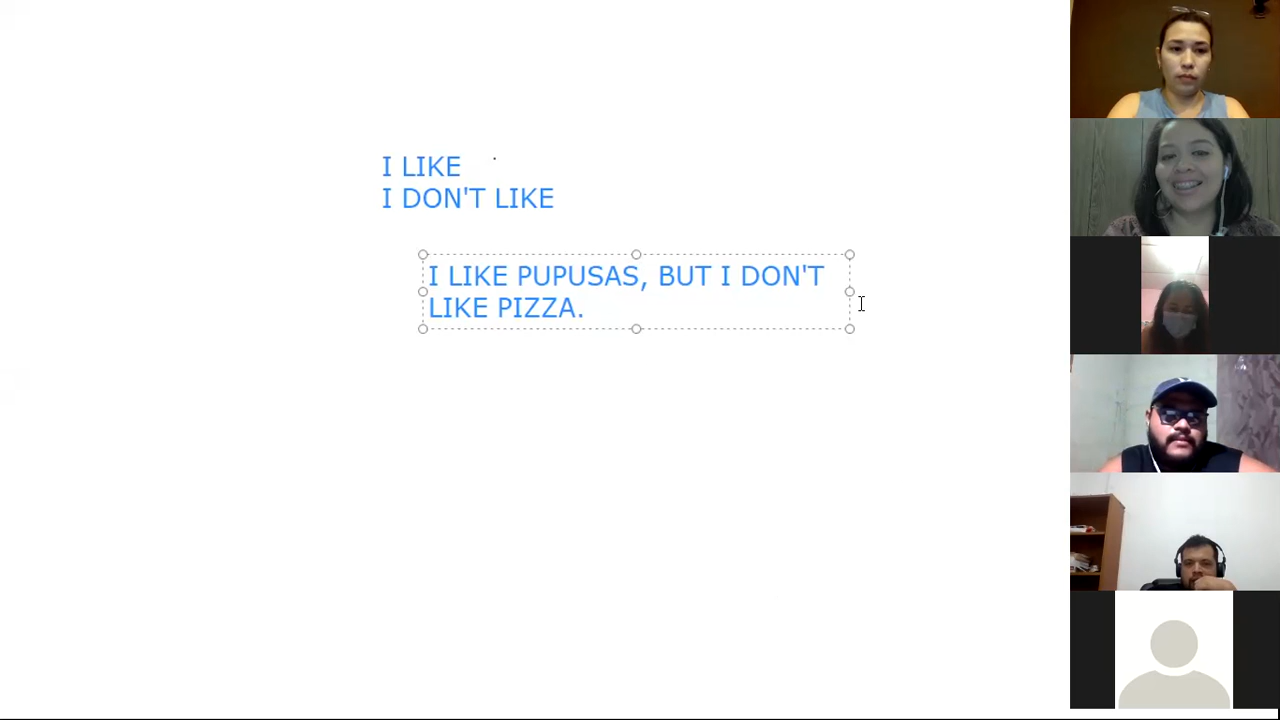 I LIKE
I DON'T LIKE
I LIKE PUPUSAS, BUT I DON'T
LIKE PIZZA.